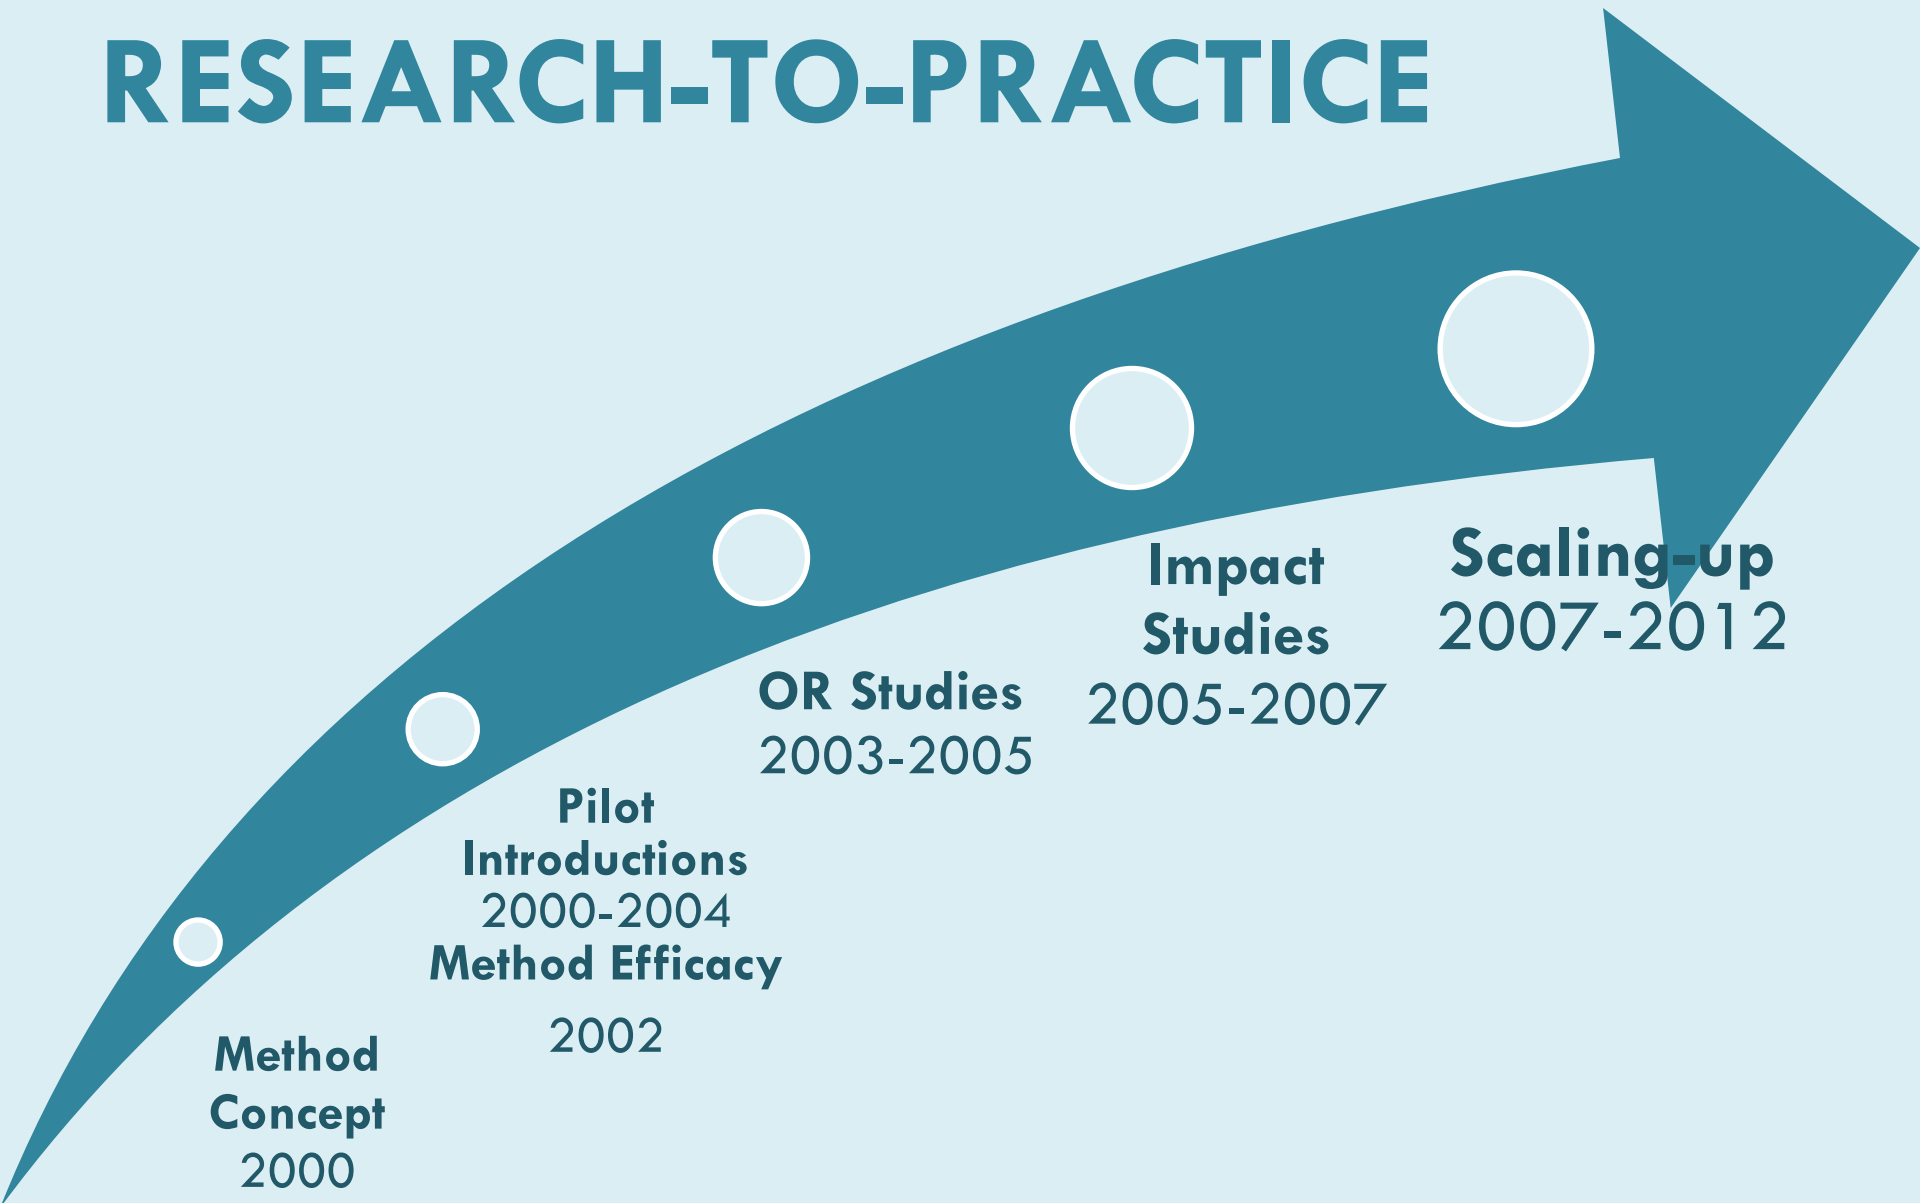 RESEARCH-TO-PRACTICE
Method
Concept
2000
Pilot
Introductions
2000-2004
Method Efficacy
2002
OR Studies
2003-2005
Impact
Studies
2005-2007
Scaling-up
2007-2012